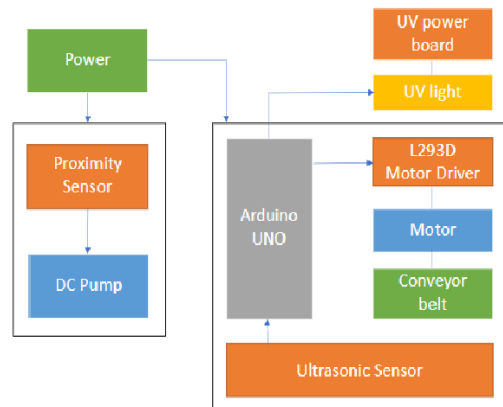 UV power
board
Power
UV light
Proximity
Sensor
L293D
Motor Driver
Arduino
UNO
Motor
DC Pump
Conveyor
belt
Ultrasonic Sensor